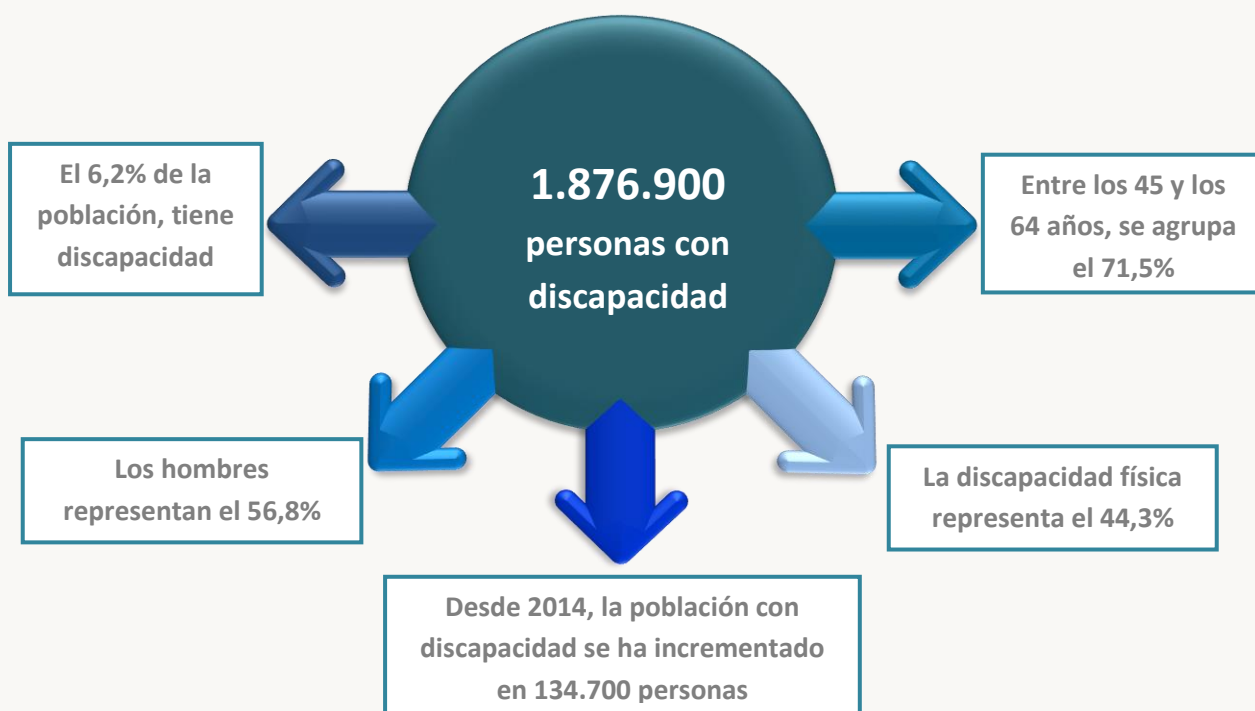 1.876.900
personas con
discapacidad
El 6,2% de la
población, tiene
discapacidad
Entre los 45 y los
64 años, se agrupa
el 71,5%
Los hombres
representan el 56,8%
La discapacidad física
representa el 44,3%
Desde 2014, la población con
discapacidad se ha incrementado
en 134.700 personas